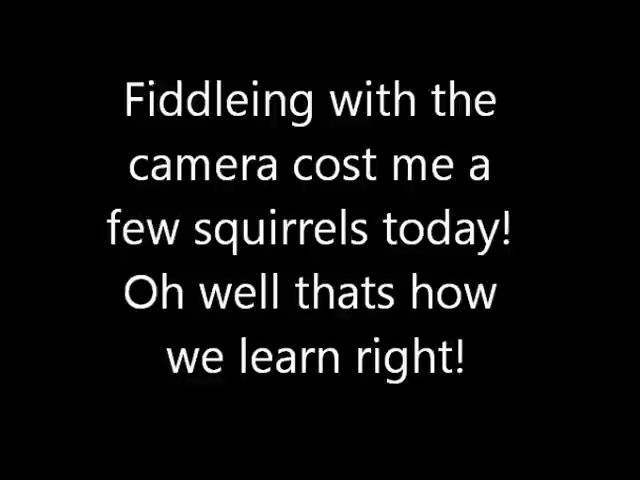 Fiddleing with the
camera cost me a
few squirrels today!
Oh well thats how
we learn right!